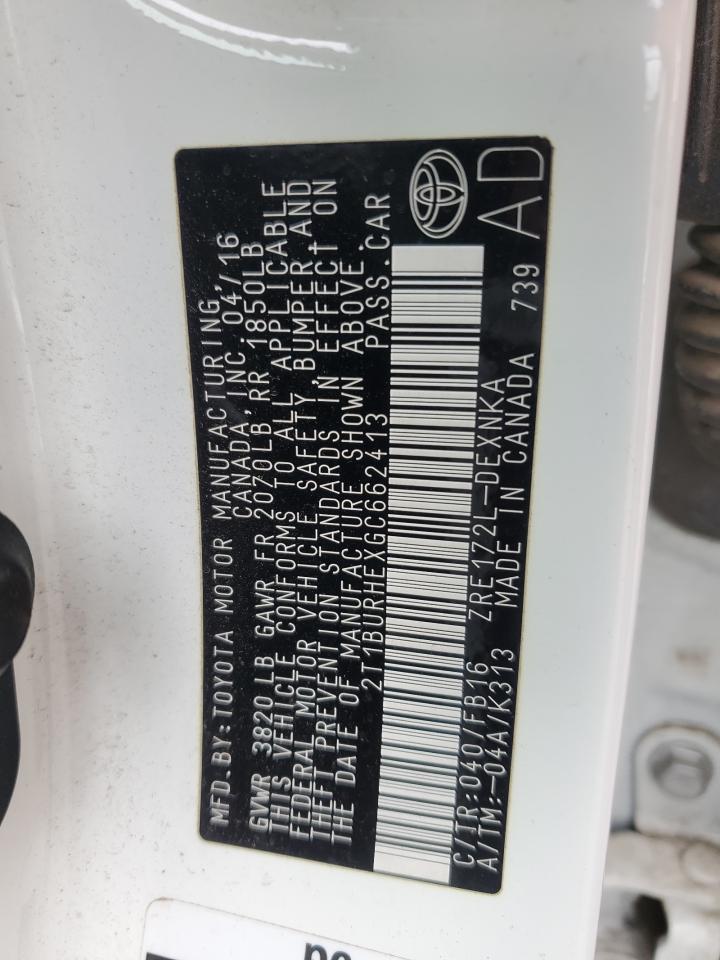 MFD.BY:TOYOTA MOTOR MANUFACTURING
CANADA, INC. 04/16
GVWR 3820LB GAWR FR 2070LB RR 1850LB
THIS VEHICLE CONFORMS TO ALL APPLICABLE
FEDERAL MOTOR VEHICLE SAFETY, BUMPER, AND
THEFT PREVENTION STANDARDS IN EFFECT ON
THE DATE OF MANUFACTURE SHOWN ABOVE.
2T1BURHEXGC662413 PASS.CAR
C/TR:040/FB16 ZRE172L-DEXNKA
A/TM:-04A/K313 MADE IN CANADA 739
AD